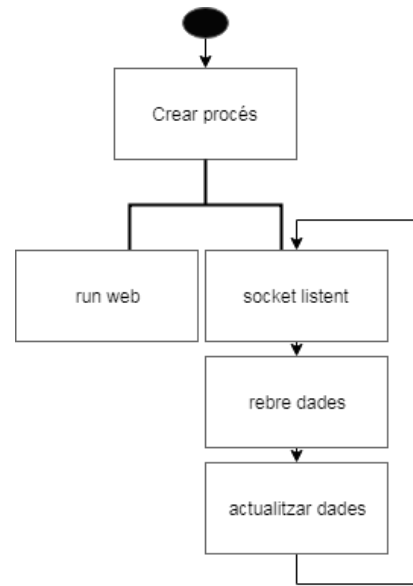 Crear procés
run web
socket listent
rebre dades
actualitzar dades